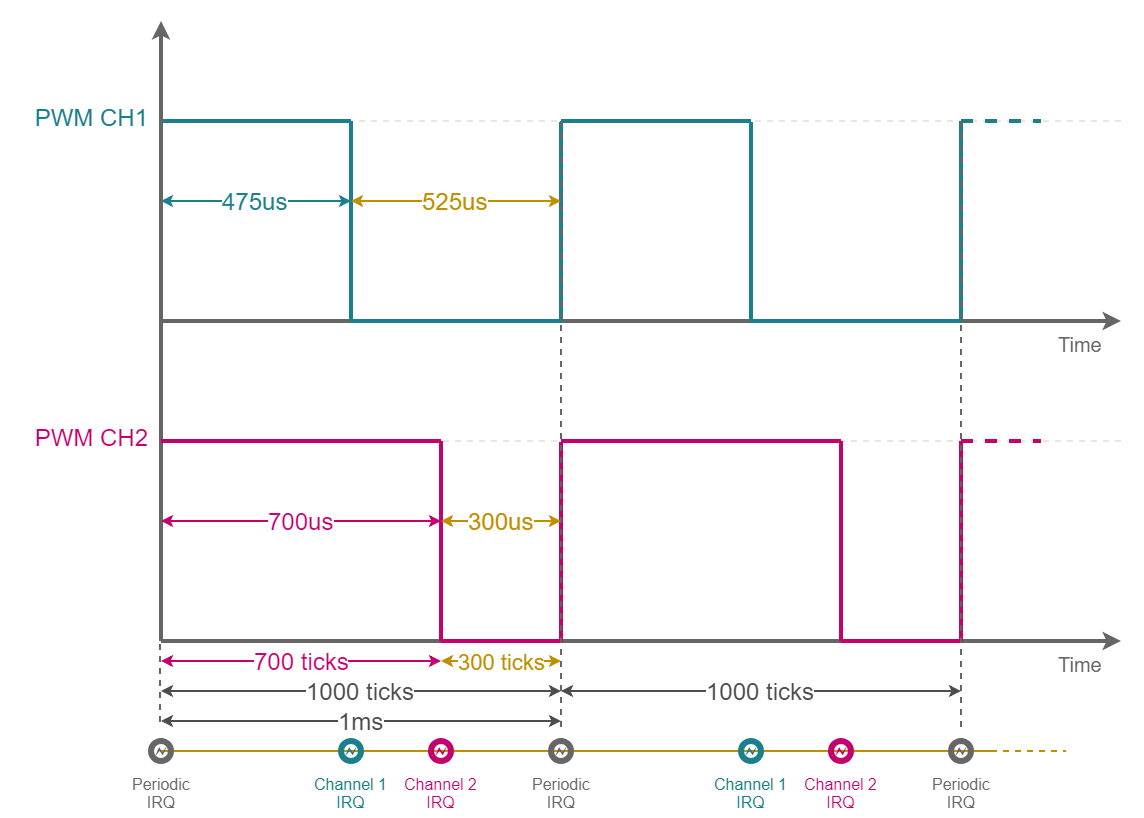 PWM CH1
475us
525us
Time
PWM CH2
700us
300us
700 ticks
300 ticks
Time
1000 ticks
1000 ticks
1ms
Periodic
IRQ
Channel 1
IRQ
Channel 2
IRQ
Periodic
IRQ
Channel 1
IRQ
Channel 2
IRQ
Periodic
IRQ